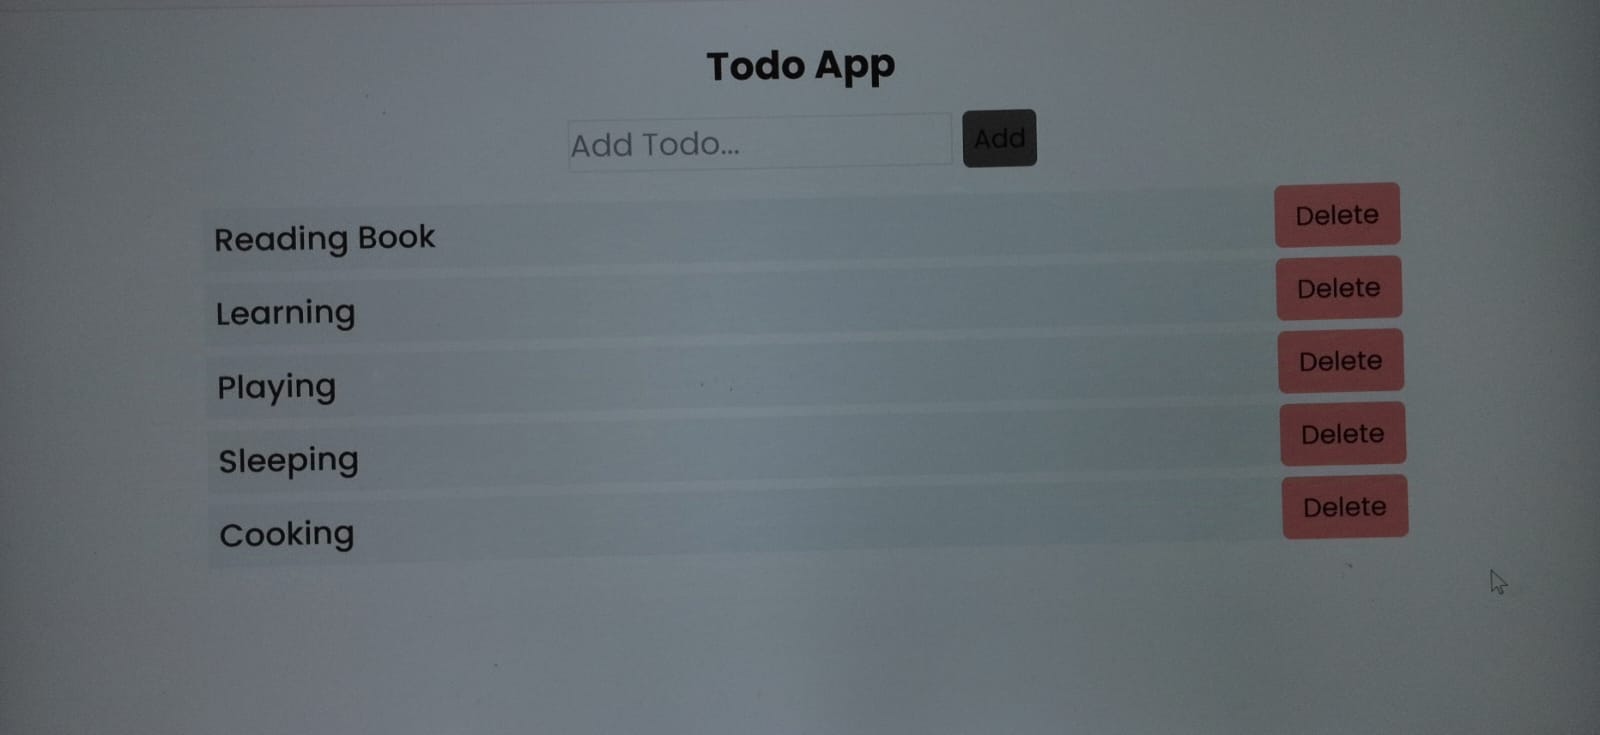 Todo App
Add Todo...
Add
Reading Book
Delete
Learning
Delete
Playing
Delete
Sleeping
Delete
Cooking
Delete